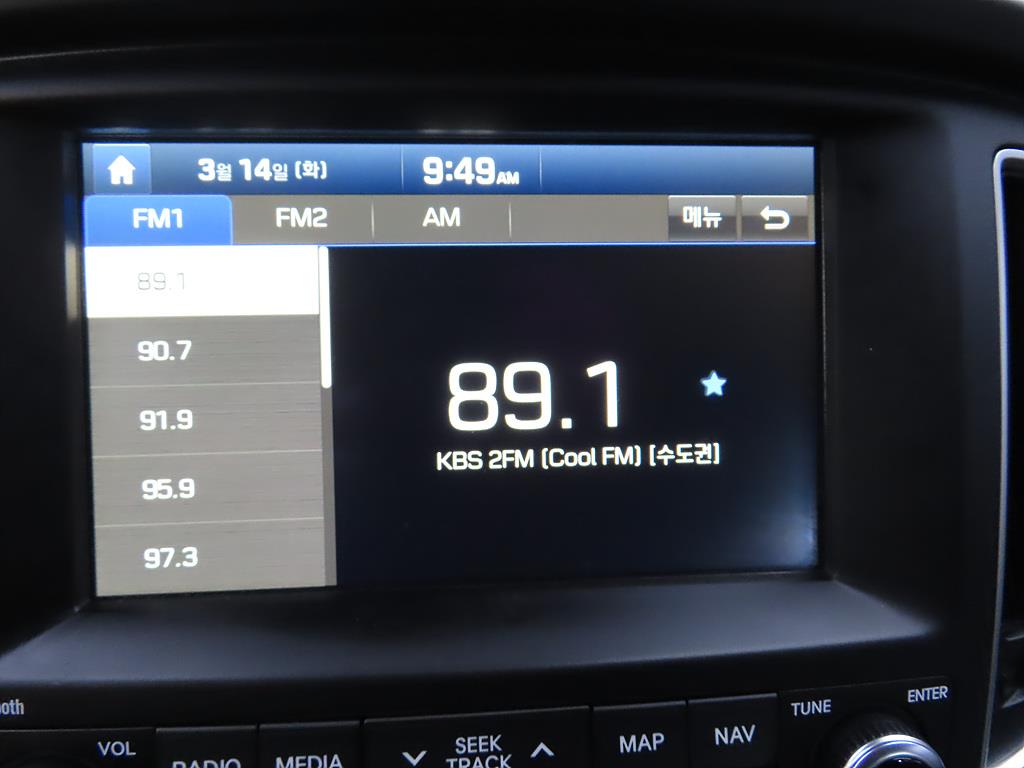 3월 14일 (화) 9:49AM
FM1 FM2 AM 메뉴
89.1
90.7
91.9
95.9
97.3
89.1
KBS 2FM (Cool FM) [수도권]
VOL RADIO MEDIA SEEK TRACK MAP NAV TUNE ENTER